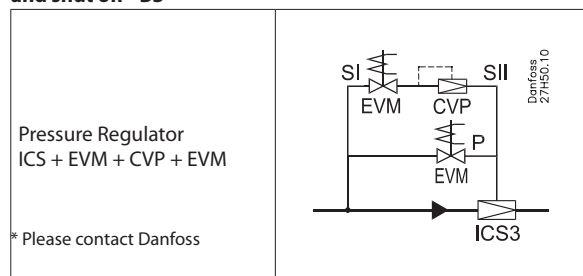 and shut off* D3
Pressure Regulator
ICS + EVM + CVP + EVM
* Please contact Danfoss
SI
SII
EVM
CVP
P
EVM
ICS3
Danfoss
27H50.10